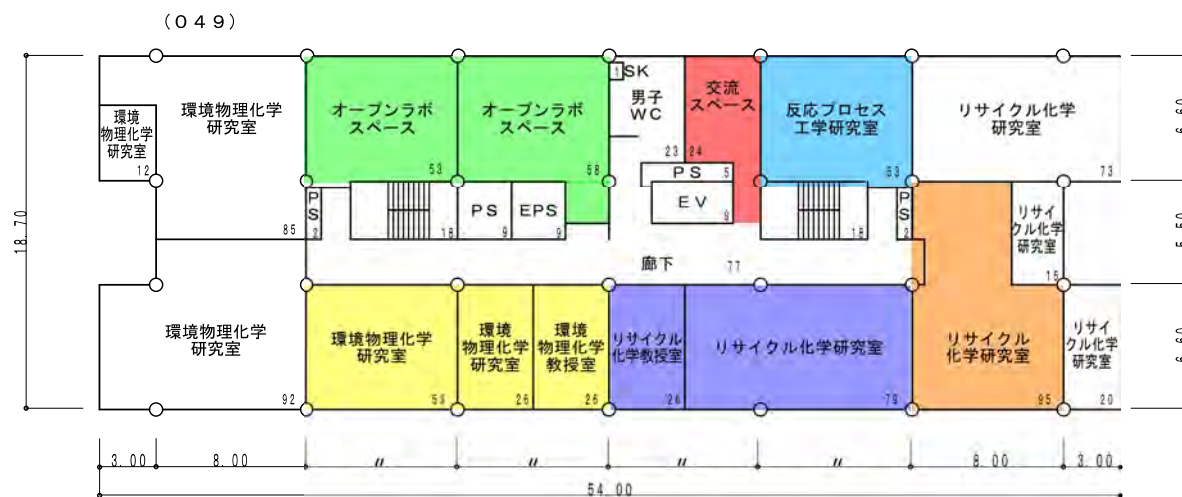 (049)
SK
環境
物理化学
研究室
12
環境物理化学
研究室
85
オープンラボ
スペース
53
オープンラボ
スペース
58
男子
WC
23
交流
スペース
24
反応プロセス
工学研究室
53
リサイクル化学
研究室
73
PS
2
18
PS
9
EPS
9
PS
5
EV
9
18
PS
2
リサイ
クル化学
研究室
15
廊下
77
環境物理化学
研究室
92
環境物理化学
研究室
53
環境
物理化学
研究室
26
環境
物理化学
教授室
26
リサイクル
化学教授室
26
リサイクル化学研究室
79
リサイクル
化学研究室
95
リサイ
クル化学
研究室
20
18.70
6.60
5.50
6.60
3.00
8.00
〃
〃
〃
〃
8.00
3.00
54.00